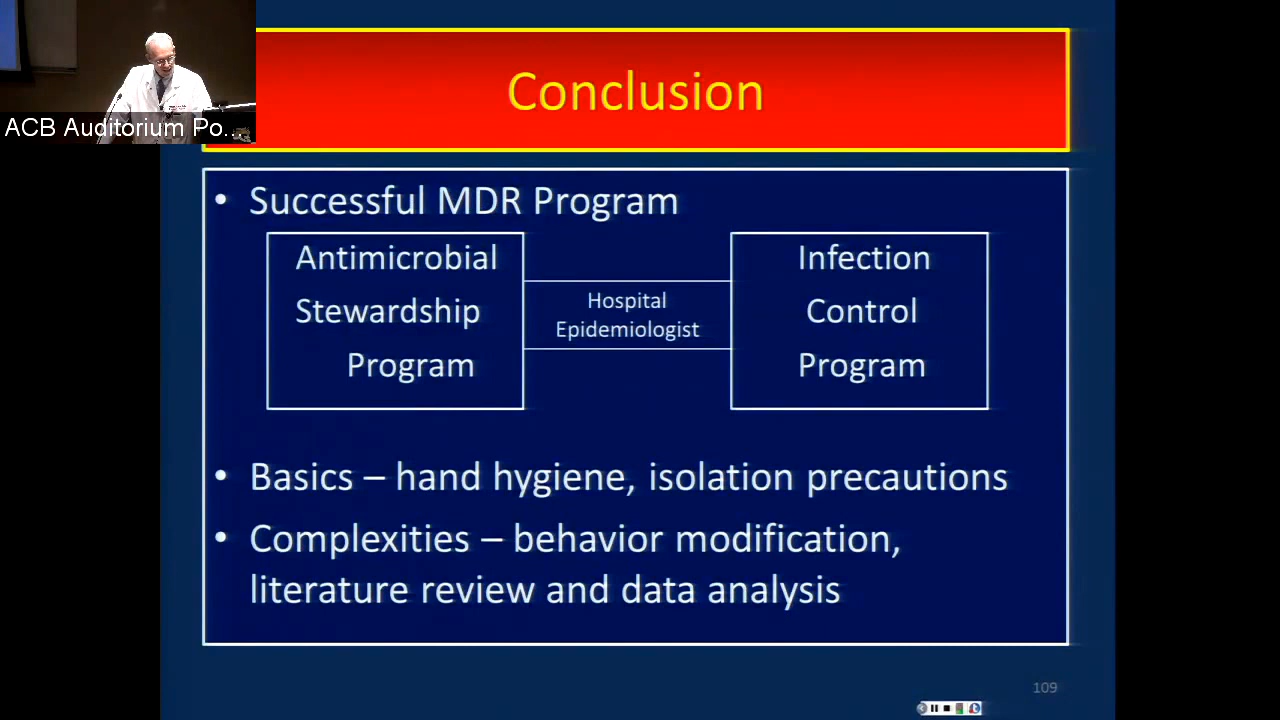 ACB Auditorium Po...
Conclusion
• Successful MDR Program
Antimicrobial
Stewardship
Program
Hospital
Epidemiologist
Infection
Control
Program
• Basics – hand hygiene, isolation precautions
• Complexities – behavior modification,
literature review and data analysis
109